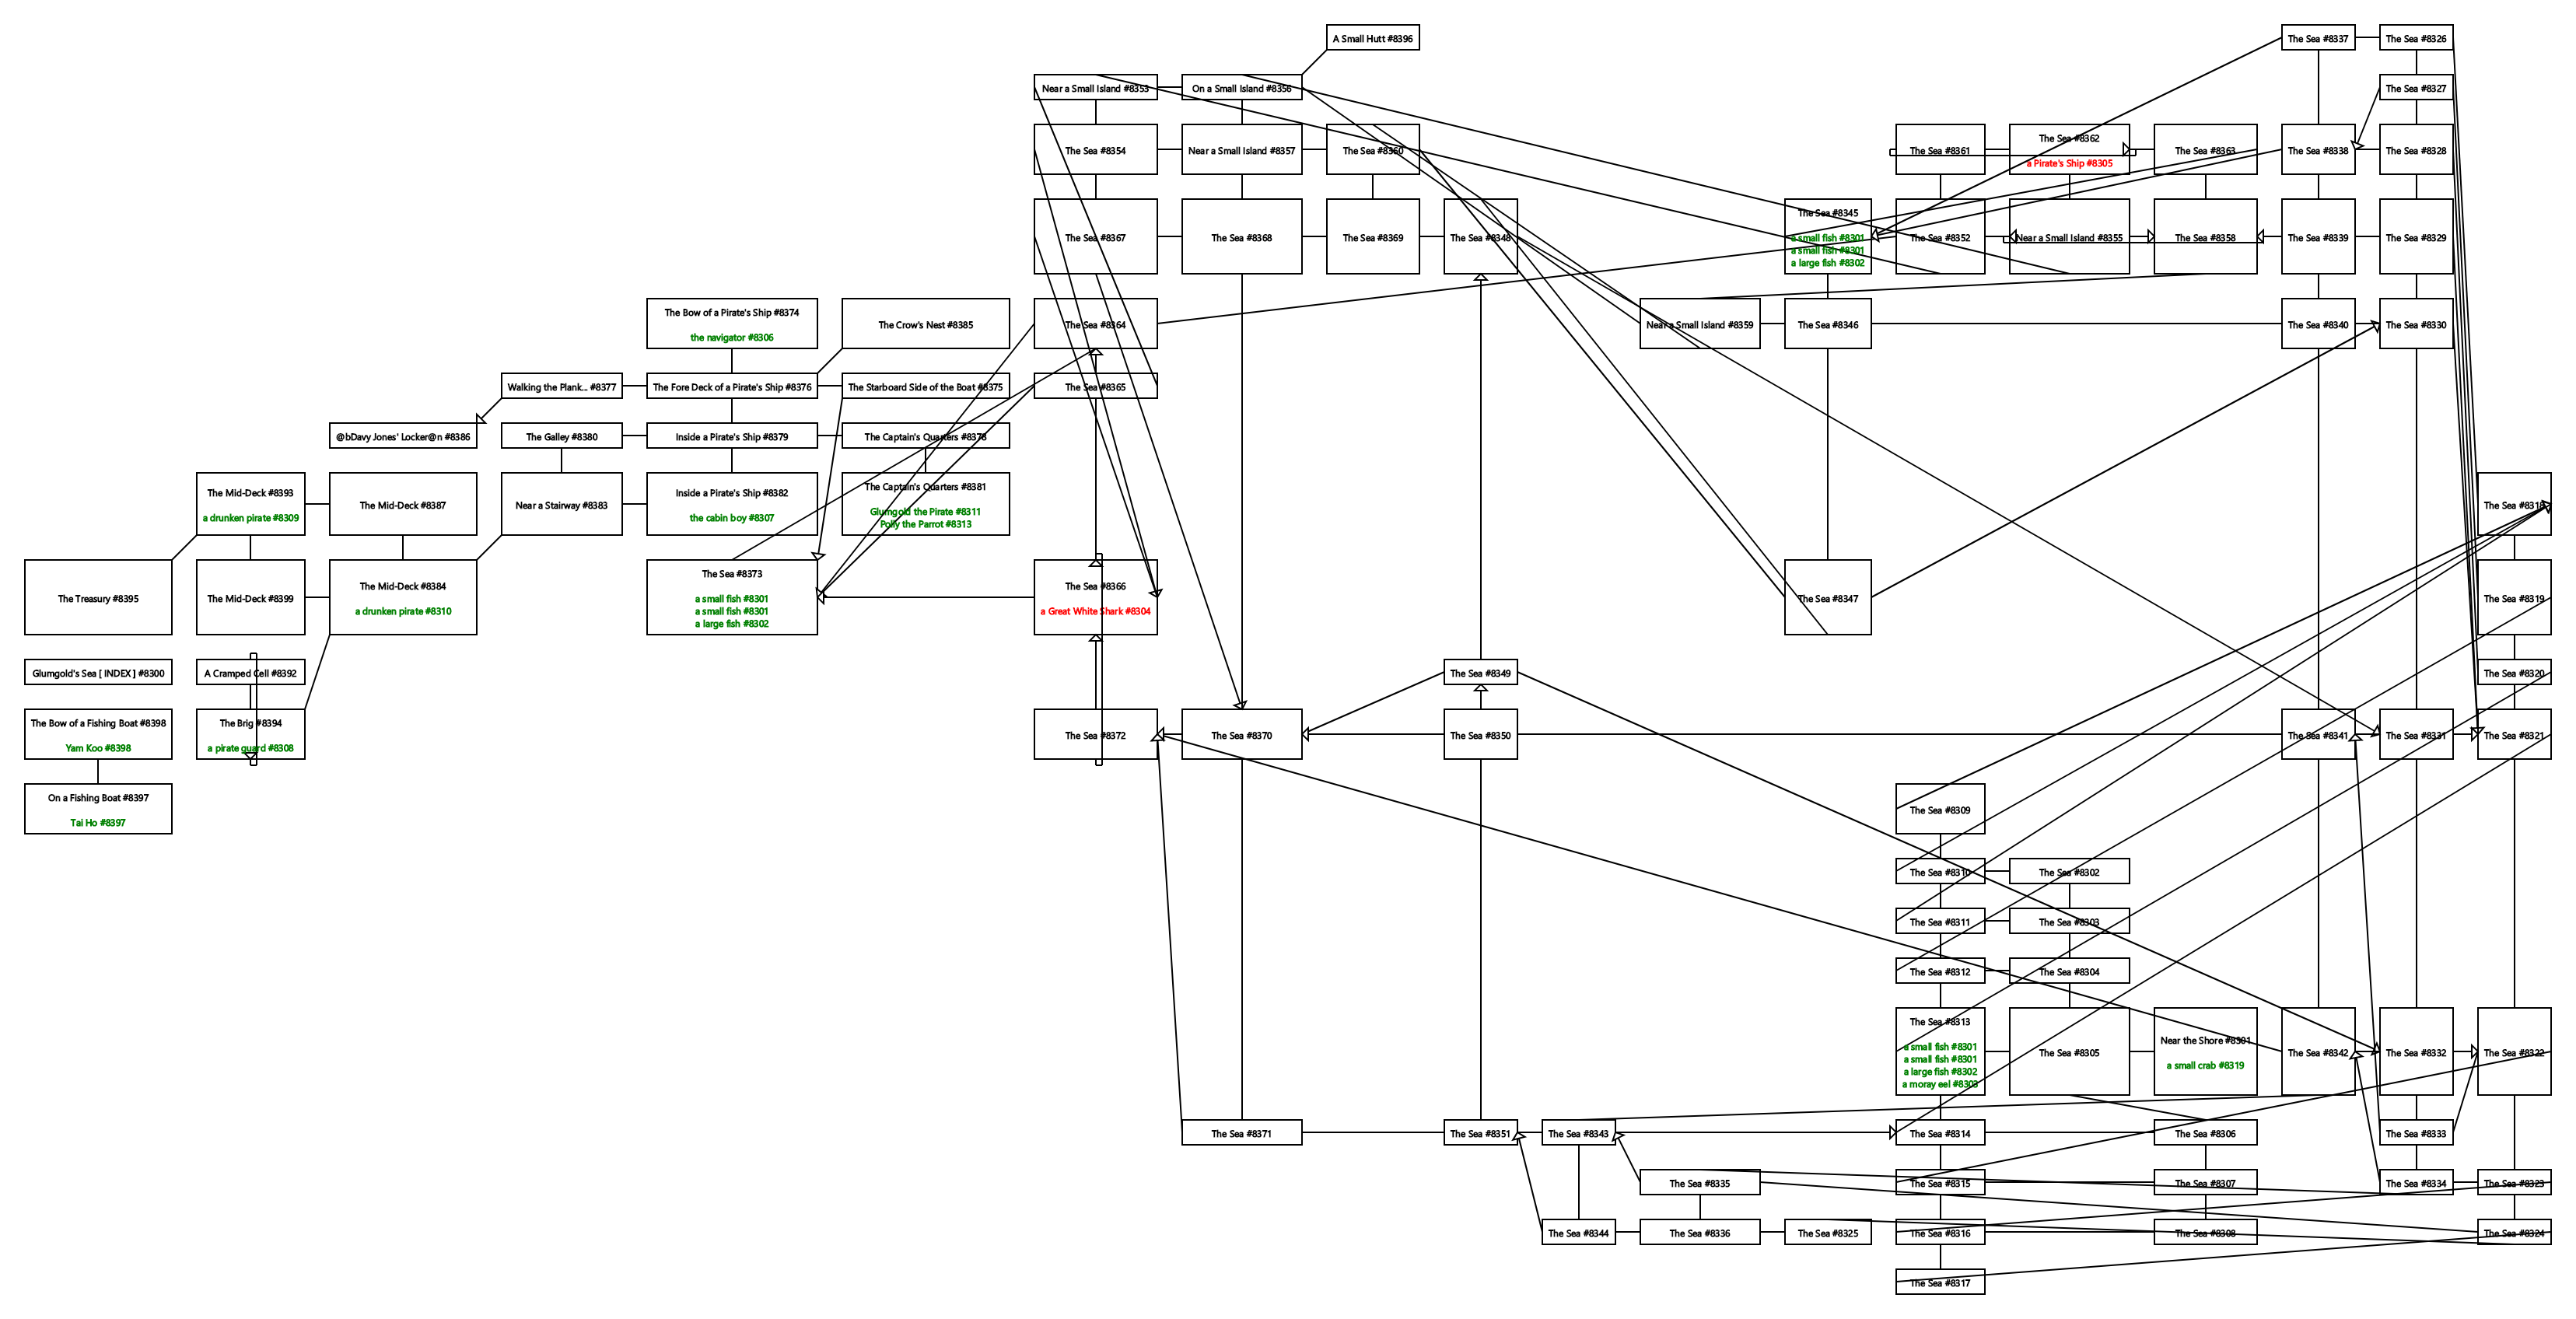 A Small Hutt #8396
The Sea #8337
The Sea #8326
Near a Small Island #8353
On a Small Island #8356
The Sea #8327
The Sea #8354
Near a Small Island #8357
The Sea #8360
The Sea #8361
The Sea #8362
a Pirate's Ship #8305
The Sea #8363
The Sea #8338
The Sea #8328
The Sea #8367
The Sea #8368
The Sea #8369
The Sea #8348
The Sea #8345
a small fish #8301
a small fish #8301
a large fish #8302
The Sea #8352
Near a Small Island #8355
The Sea #8358
The Sea #8339
The Sea #8329
The Bow of a Pirate's Ship #8374
the navigator #8306
The Crow's Nest #8385
The Sea #8364
Near a Small Island #8359
The Sea #8346
The Sea #8340
The Sea #8330
Walking the Plank... #8377
The Fore Deck of a Pirate's Ship #8376
The Starboard Side of the Boat #8375
The Sea #8365
@bDavy Jones' Locker@n #8386
The Galley #8380
Inside a Pirate's Ship #8379
The Captain's Quarters #8378
The Mid-Deck #8393
a drunken pirate #8309
The Mid-Deck #8387
Near a Stairway #8383
Inside a Pirate's Ship #8382
the cabin boy #8307
The Captain's Quarters #8381
Glumgold the Pirate #8311
Polly the Parrot #8313
The Sea #8318
The Treasury #8395
The Mid-Deck #8399
The Mid-Deck #8384
a drunken pirate #8310
The Sea #8373
a small fish #8301
a small fish #8301
a large fish #8302
The Sea #8366
a Great White Shark #8304
The Sea #8347
The Sea #8319
Glumgold's Sea [ INDEX ] #8300
A Cramped Cell #8392
The Sea #8349
The Sea #8320
The Bow of a Fishing Boat #8398
Yam Koo #8398
The Brig #8394
a pirate guard #8308
The Sea #8372
The Sea #8370
The Sea #8350
The Sea #8341
The Sea #8331
The Sea #8321
On a Fishing Boat #8397
Tai Ho #8397
The Sea #8309
The Sea #8310
The Sea #8302
The Sea #8311
The Sea #8303
The Sea #8312
The Sea #8304
The Sea #8313
a small fish #8301
a small fish #8301
a large fish #8302
a moray eel #8303
The Sea #8305
Near the Shore #8301
a small crab #8319
The Sea #8342
The Sea #8332
The Sea #8322
The Sea #8371
The Sea #8351
The Sea #8343
The Sea #8314
The Sea #8306
The Sea #8333
The Sea #8335
The Sea #8315
The Sea #8307
The Sea #8334
The Sea #8323
The Sea #8344
The Sea #8336
The Sea #8325
The Sea #8316
The Sea #8308
The Sea #8324
The Sea #8317